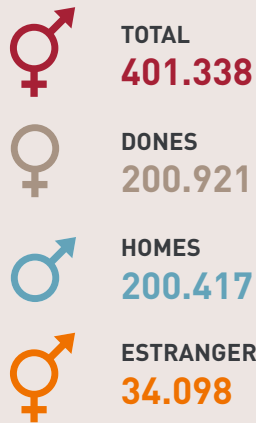 TOTAL
401.338
DONES
200.921
HOMES
200.417
ESTRANGER
34.098